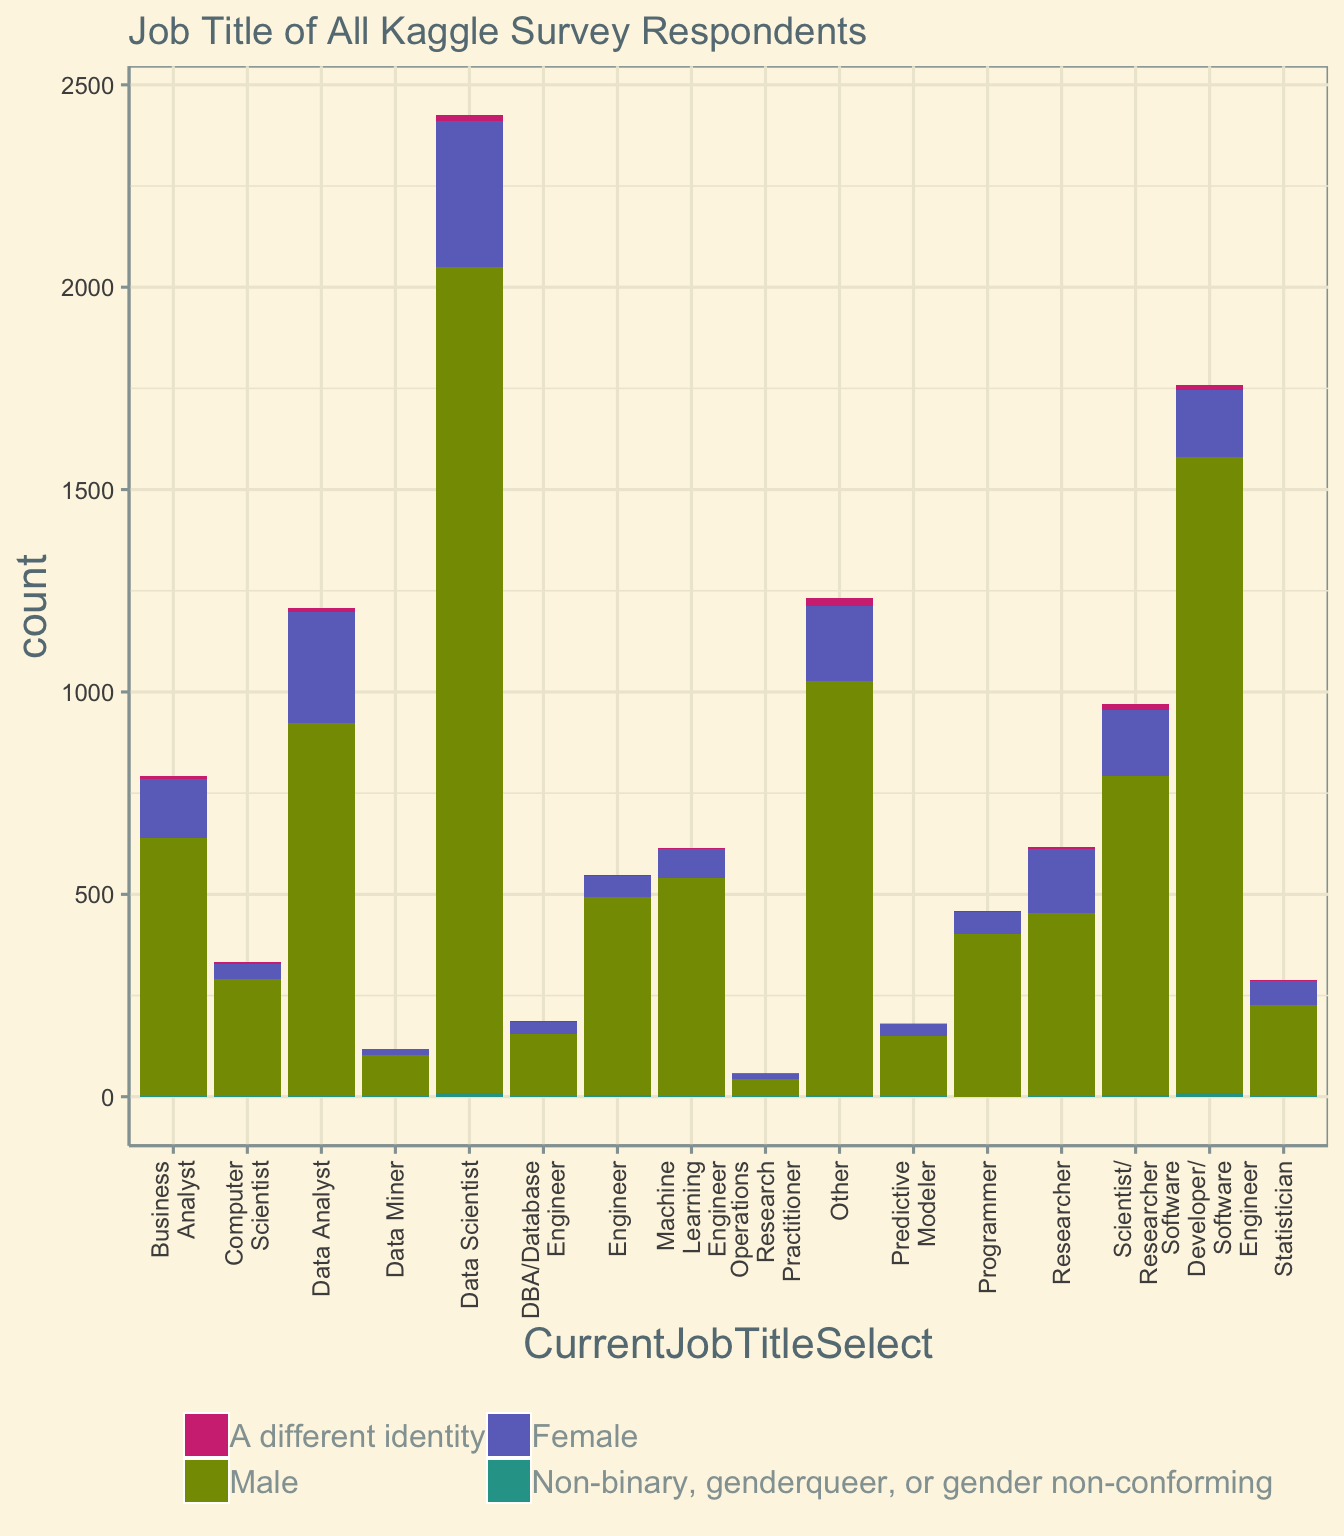 Job Title of All Kaggle Survey Respondents
2500
2000
1500
1000
500
0
count
Business
Analyst
Computer
Scientist
Data Analyst
Data Miner
Data Scientist
DBA/Database
Engineer
Engineer
Machine
Learning
Engineer
Operations
Research
Practitioner
Other
Predictive
Modeler
Programmer
Researcher
Scientist/
Researcher
Software
Developer/
Software
Engineer
Statistician
CurrentJobTitleSelect
A different identity
Female
Male
Non-binary, genderqueer, or gender non-conforming